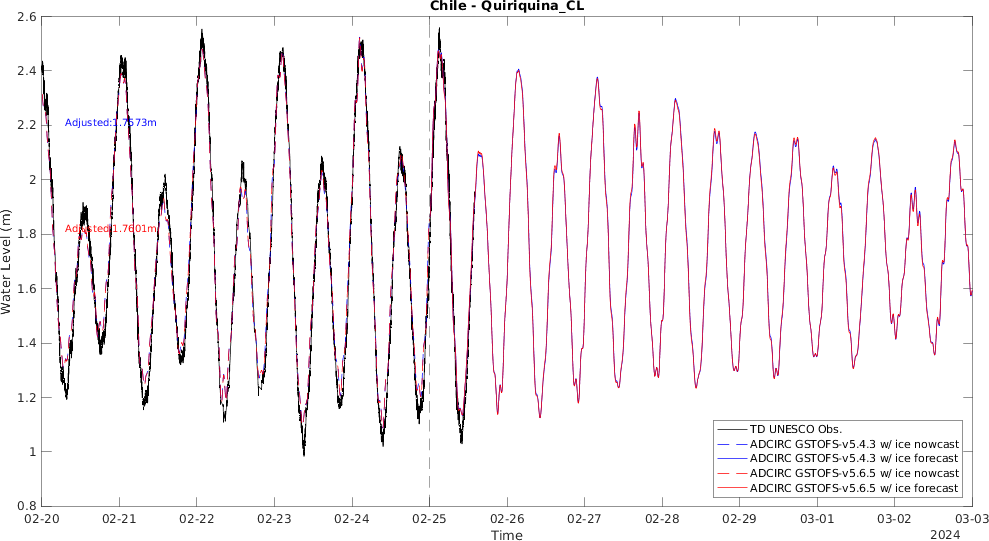 Chile - Quiriquina_CL
2.6
2.4
2.2
2
1.8
1.6
1.4
1.2
1
0.8
Water Level (m)
Adjusted:1.7573m
Adjusted:1.7601m
TD UNESCO Obs.
ADCIRC GSTOFS-v5.4.3 w/ ice nowcast
ADCIRC GSTOFS-v5.4.3 w/ ice forecast
ADCIRC GSTOFS-v5.6.5 w/ ice nowcast
ADCIRC GSTOFS-v5.6.5 w/ ice forecast
02-20 02-21 02-22 02-23 02-24 02-25 02-26 02-27 02-28 02-29 03-01 03-02 03-03
Time
2024